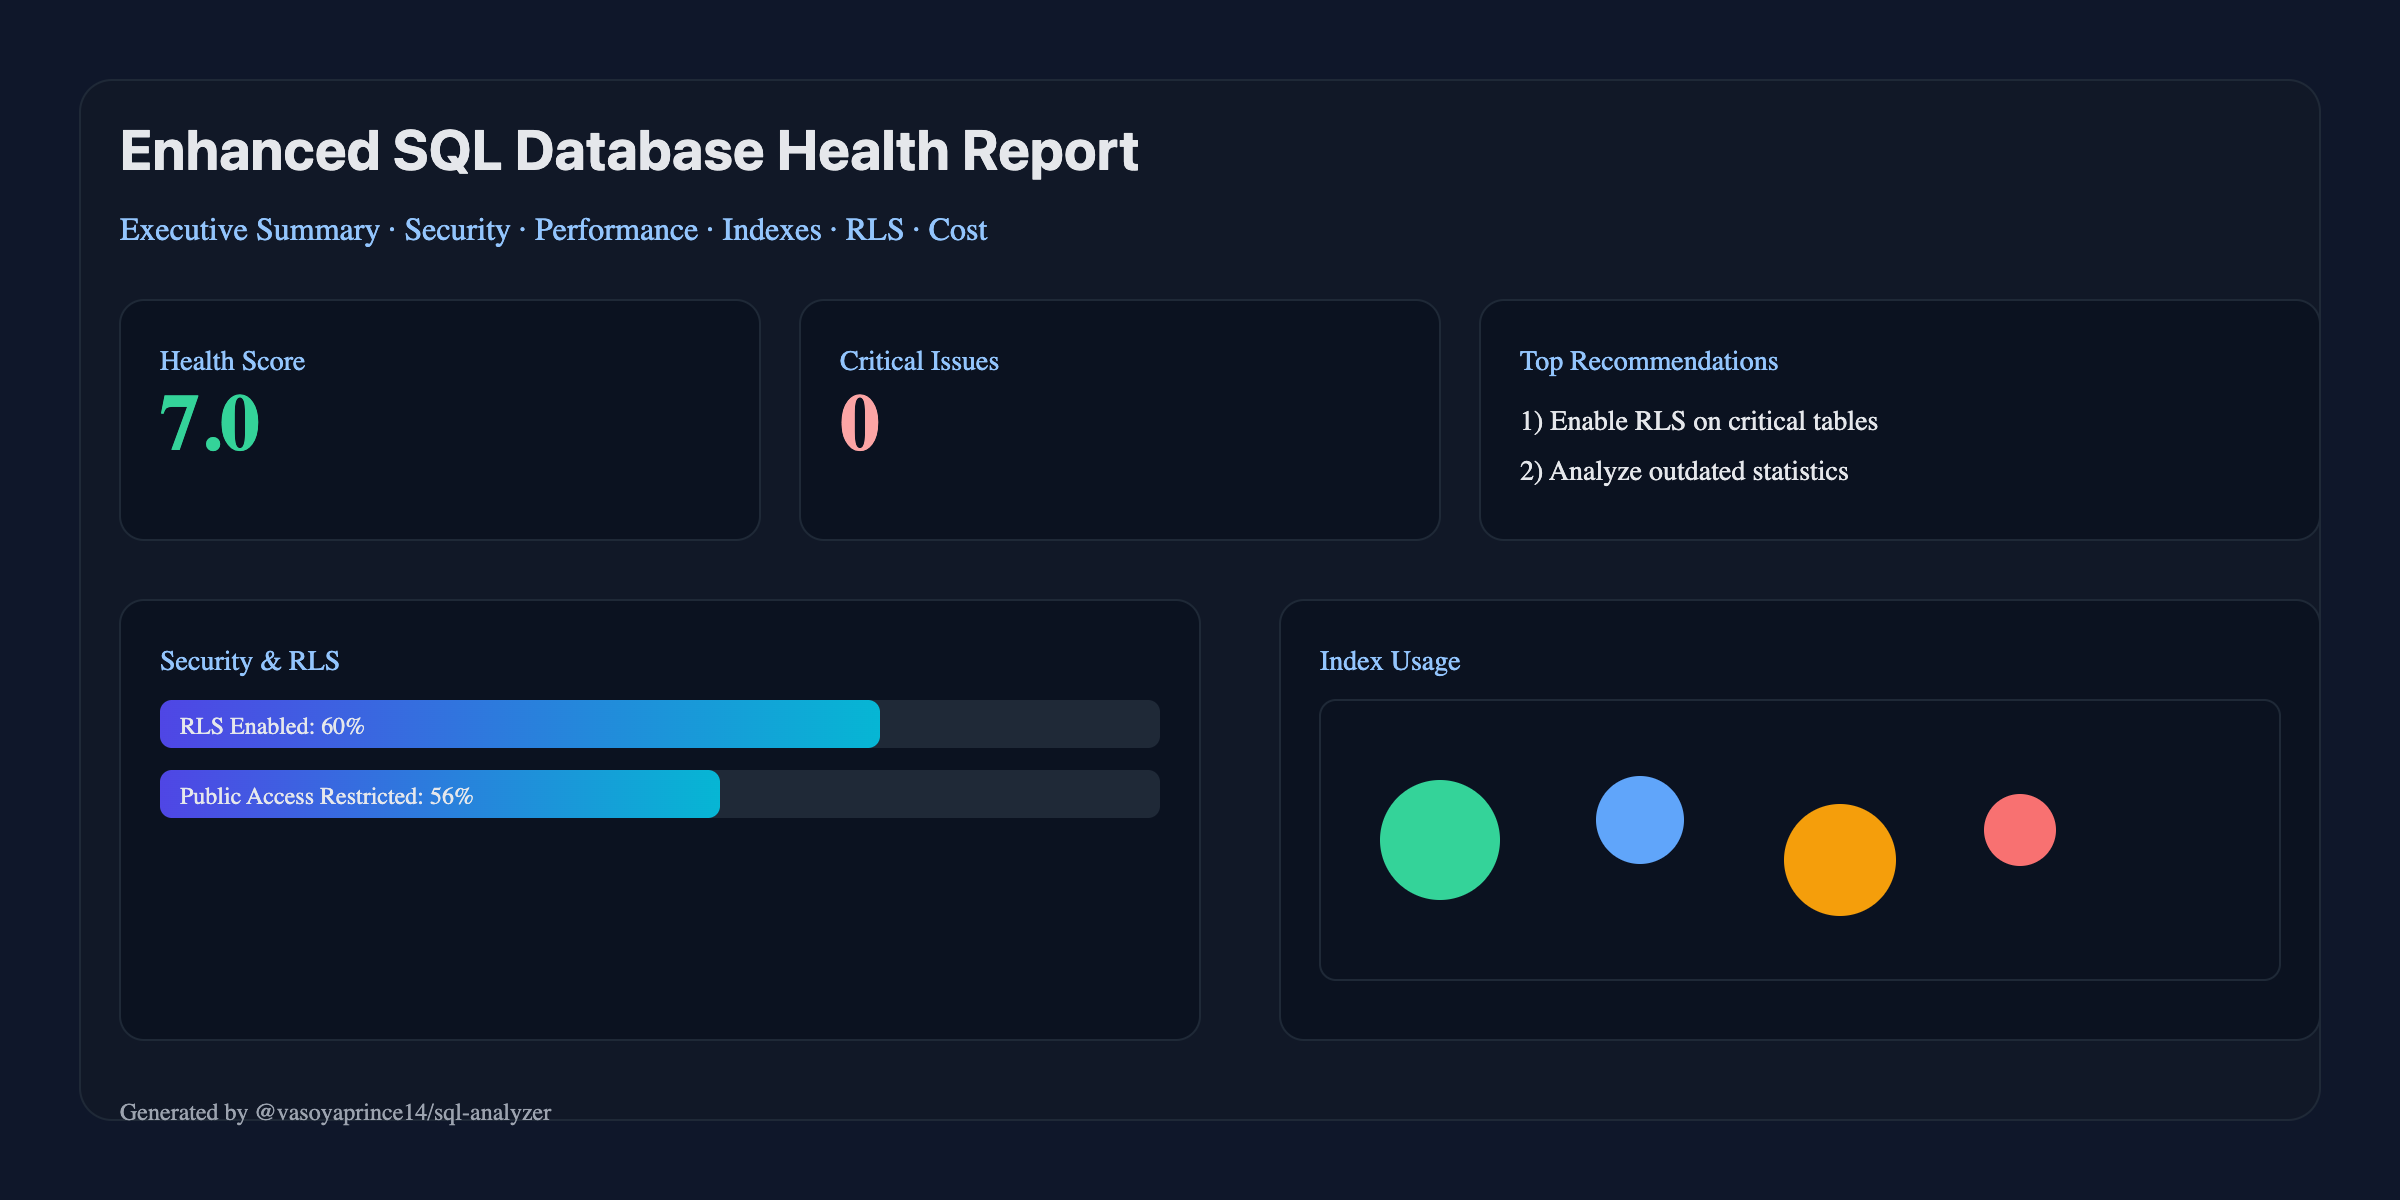 Enhanced SQL Database Health Report
Executive Summary · Security · Performance · Indexes · RLS · Cost
Health Score
7.0
Critical Issues
0
Top Recommendations
1) Enable RLS on critical tables
2) Analyze outdated statistics
Security & RLS
RLS Enabled: 60%
Public Access Restricted: 56%
Index Usage
Generated by @vasoyaprince14/sql-analyzer